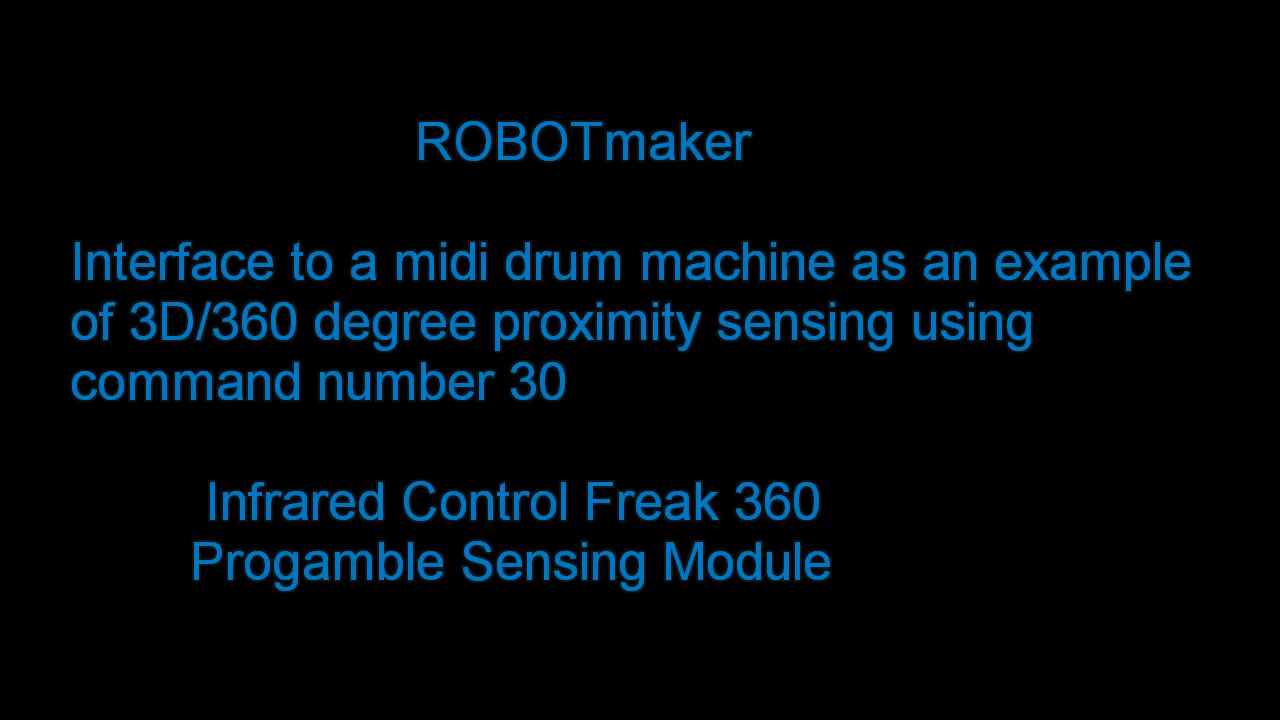 ROBOTmaker
Interface to a midi drum machine as an example
of 3D/360 degree proximity sensing using
command number 30
Infrared Control Freak 360
Progamble Sensing Module